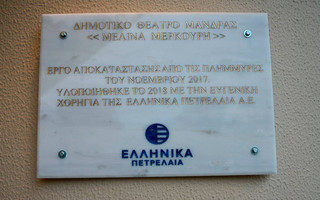 ΔΗΜΟΤΙΚΟ ΘΕΑΤΡΟ ΜΑΝΔΡΑΣ
<< ΜΕΛΙΝΑ ΜΕΡΚΟΥΡΗ >>
ΕΡΓΟ ΑΠΟΚΑΤΑΣΤΑΣΗΣ ΑΠΟ ΤΙΣ ΠΛΗΜΜΥΡΕΣ
ΤΟΥ ΝΟΕΜΒΡΙΟΥ 2017.
ΥΛΟΠΟΙΗΘΗΚΕ ΤΟ 2018 ΜΕ ΤΗΝ ΕΥΓΕΝΙΚΗ
ΧΟΡΗΓΙΑ ΤΗΣ ΕΛΛΗΝΙΚΑ ΠΕΤΡΕΛΑΙΑ Α.Ε.
ΕΛΛΗΝΙΚΑ
ΠΕΤΡΕΛΑΙΑ